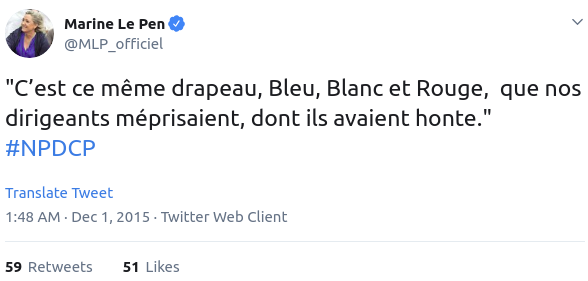 Marine Le Pen
@MLP_officiel
"C’est ce même drapeau, Bleu, Blanc et Rouge,  que nos
dirigeants méprisaient, dont ils avaient honte."
#NPDCP
Translate Tweet
1:48 AM · Dec 1, 2015 · Twitter Web Client
59 Retweets 51 Likes